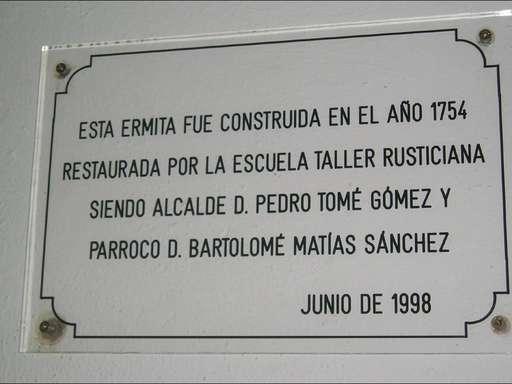 ESTA ERMITA FUE CONSTRUIDA EN EL AÑO 1754
RESTAURADA POR LA ESCUELA TALLER RUSTICIANA
SIENDO ALCALDE D. PEDRO TOMÉ GÓMEZ Y
PARROCO D. BARTOLOMÉ MATÍAS SÁNCHEZ
JUNIO DE 1998